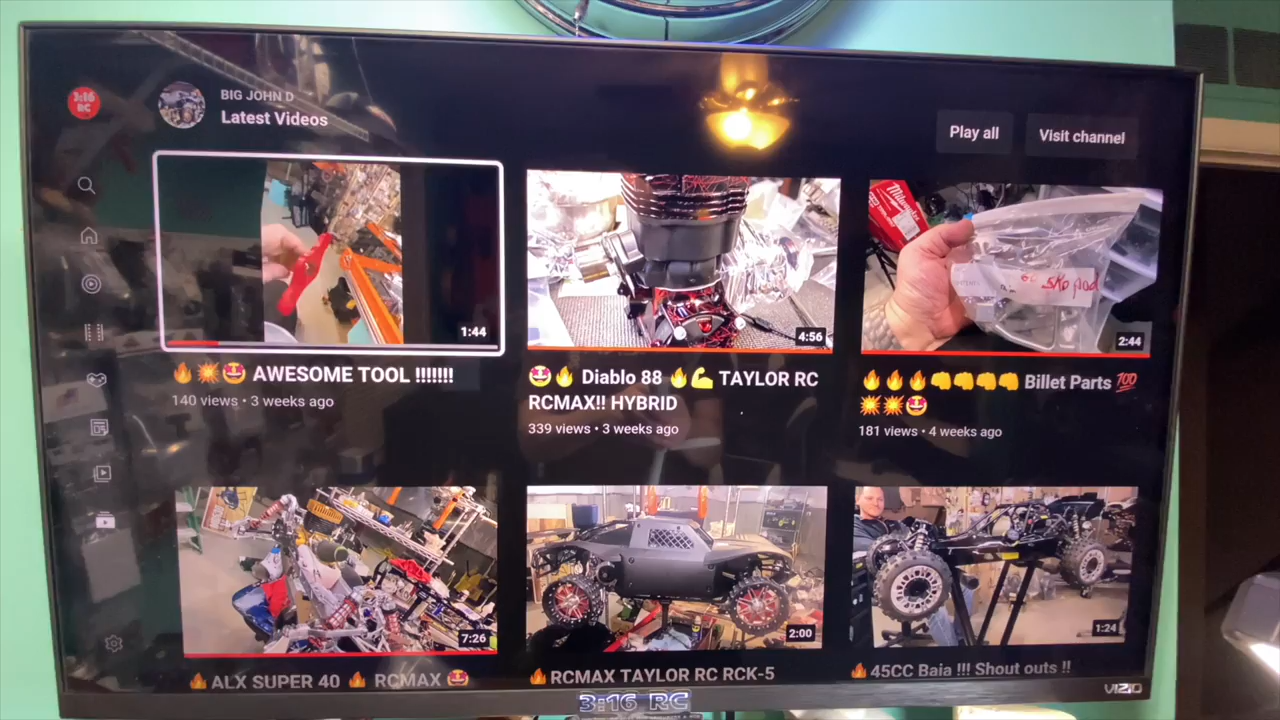 3:16
RC
BIG JOHN D
Latest Videos
Play all
Visit channel
Milwaukee
5KO pod
1:44
4:56
2:44
🔥💥🤩 AWESOME TOOL !!!!!!!
140 views • 3 weeks ago
🤩🔥 Diablo 88 🔥💪 TAYLOR RC
RCMAX!! HYBRID
339 views • 3 weeks ago
🔥🔥🔥👊👊👊👊 Billet Parts 💯
💥💥🤩
181 views • 4 weeks ago
7:26
2:00
1:24
🔥ALX SUPER 40 🔥 RCMAX 🤩
🔥RCMAX TAYLOR RC RCK-5
🔥45CC Baja !!! Shout outs !!
3:16 RC
VIZIO